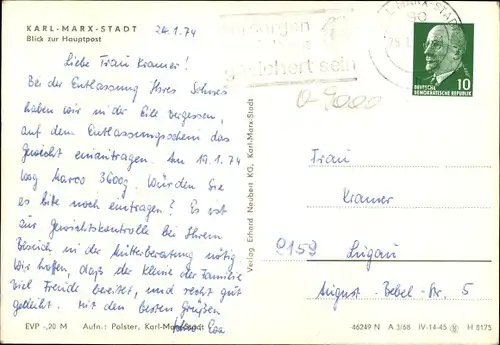 KARL-MARX-STADT
Blick zur Hauptpost
24.1.74
Liebe Frau Kramer!
Bei der Entlassung Ihres Sohnes
haben wir in der Eile vergessen,
auf dem Entlassungsschein das
Gewicht einzutragen. Am 19.1.74
wog Marco 3600g. Würden Sie
es bitte noch eintragen? Es ist
zur Gewichtskontrolle bei Ihrem
Bereich in der Mütterberatung nötig.
Wir hoffen, daß der Kleine der Familie
viel Freude bereitet, und recht gut
gedeiht. Mit den besten Grüßen
EVP -,20 M Aufn.: Polster, Karl-Marx-Stadt
Verlag Erhard Neubert KG, Karl-Marx-Stadt
gesichert sein
10
DEUTSCHE
DEMOKRATISCHE REPUBLIK
D-9000
Frau
Kramer
9159 Lugau
August-Bebel-Str. 5
46249 N A 3/68 IV-14-45 H 8175